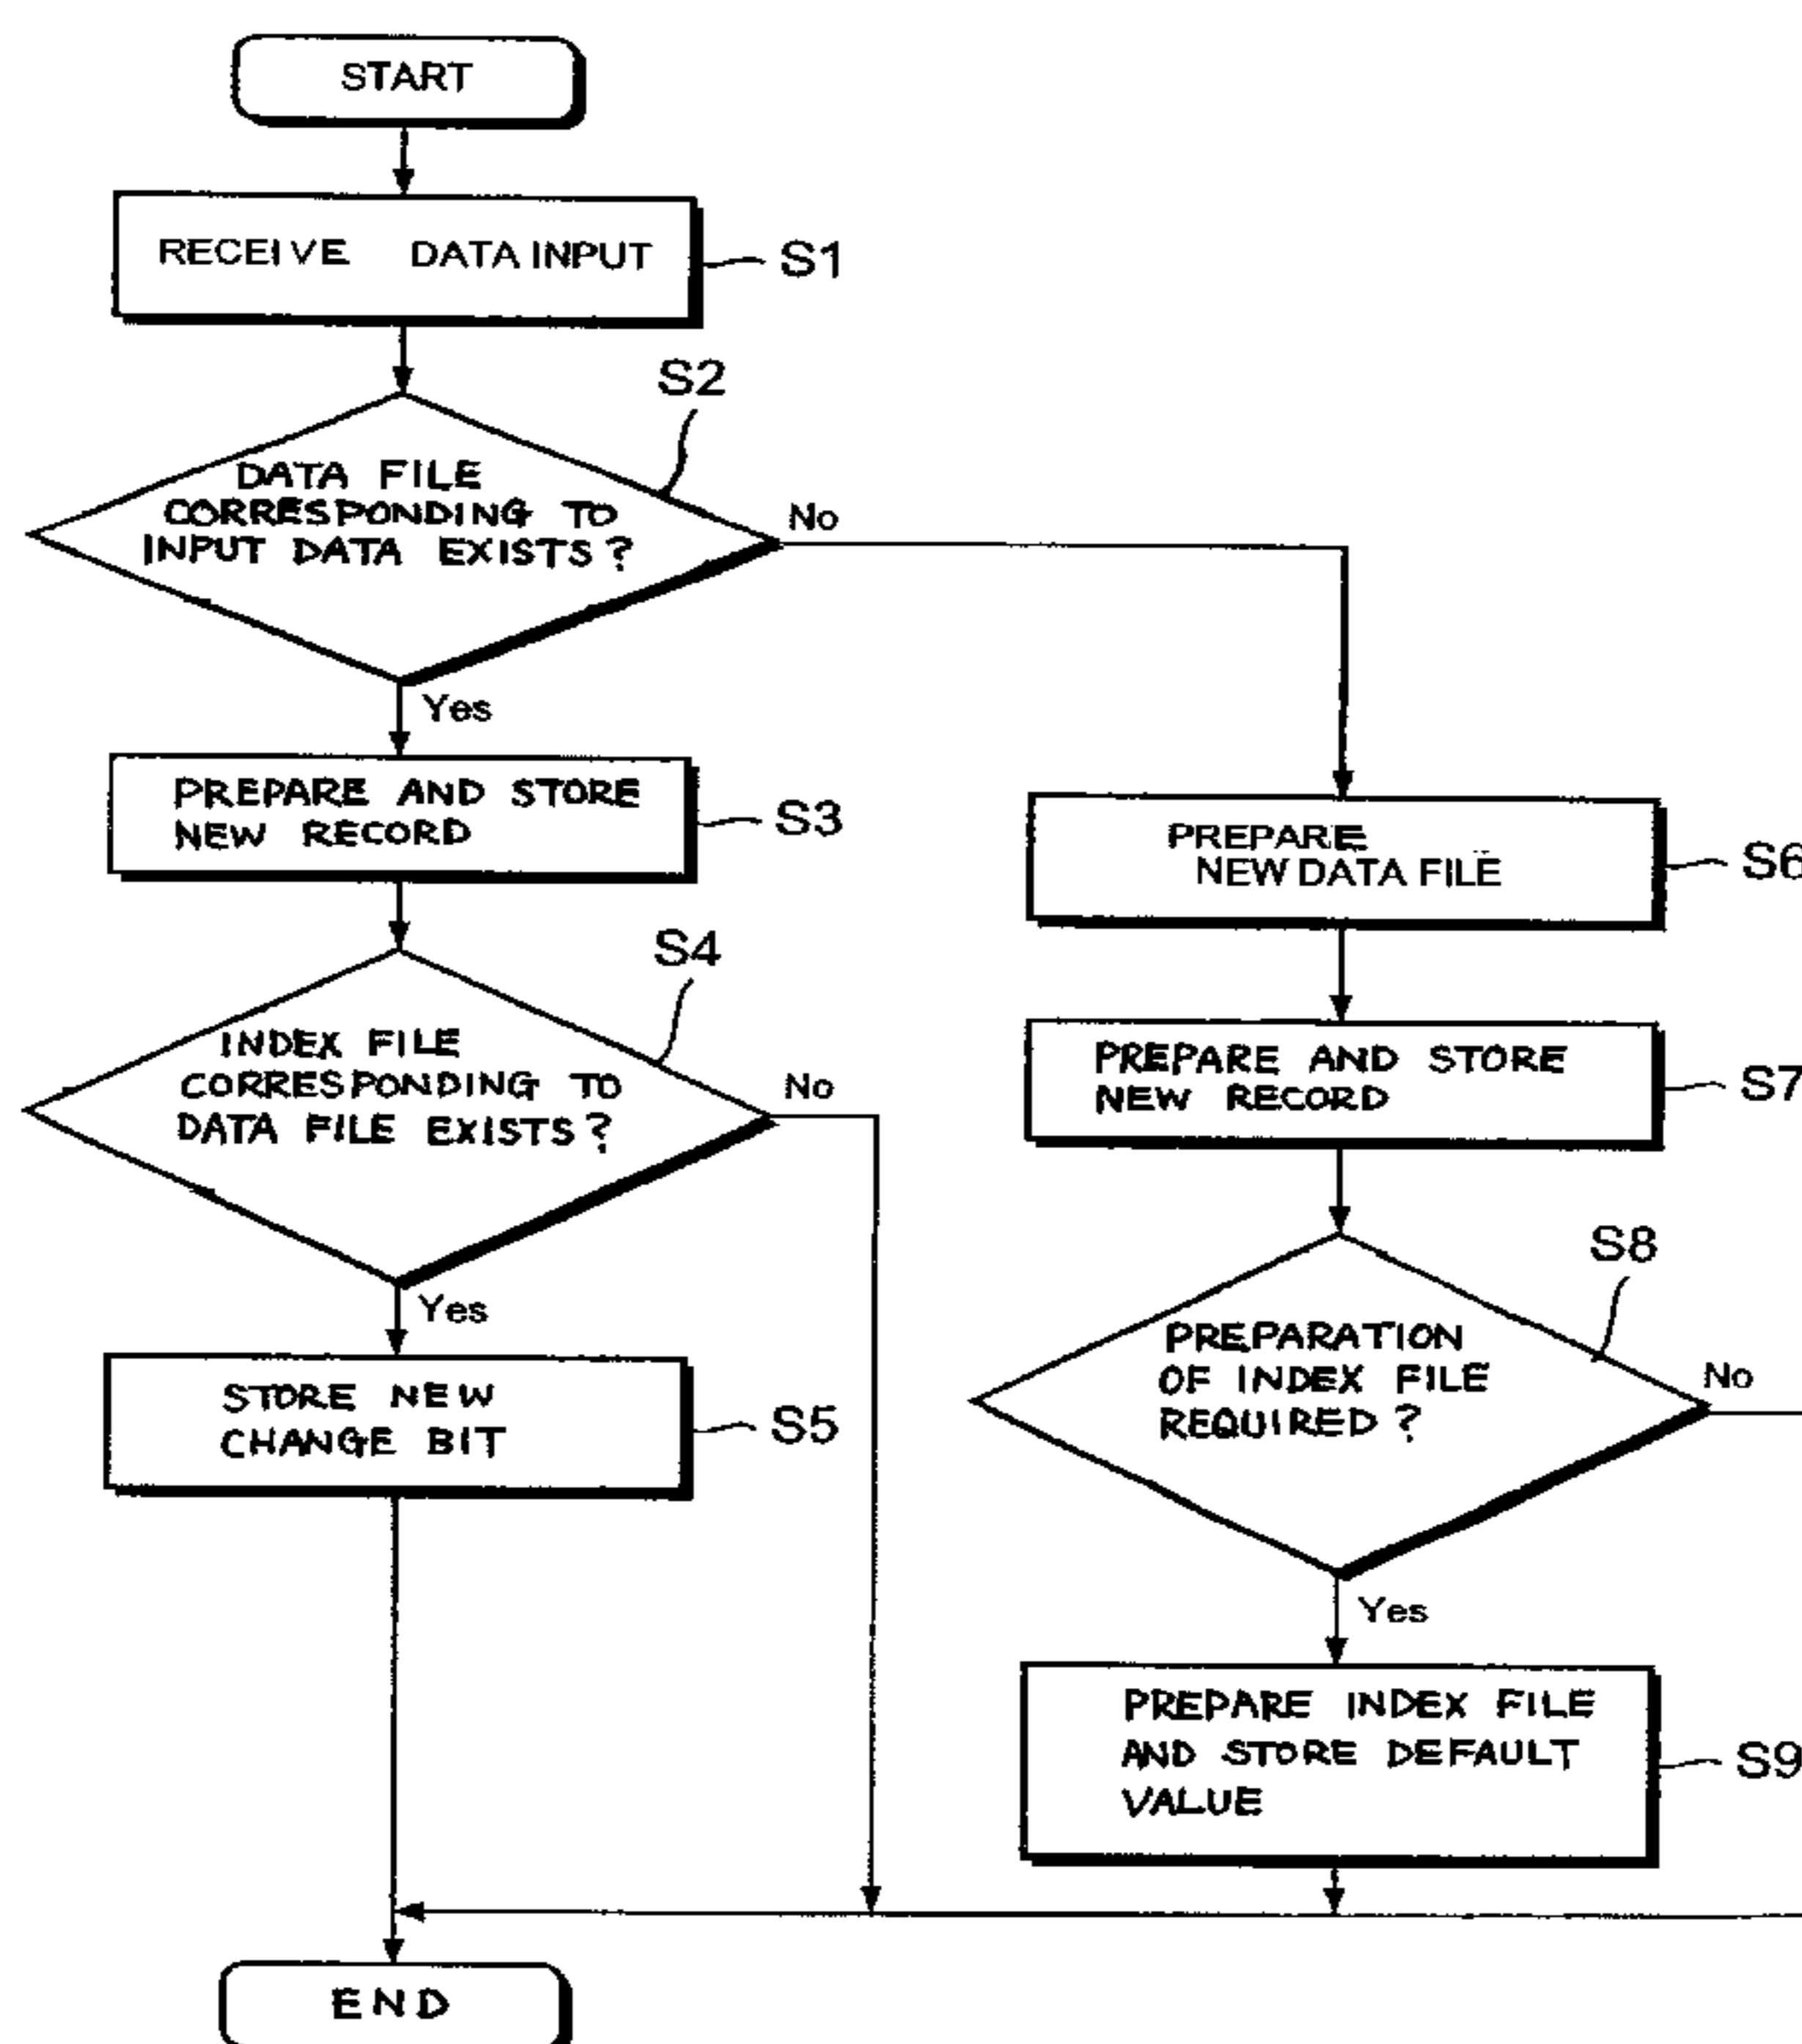 START
RECEIVE DATA INPUT
S1
S2
DATA FILE
CORRESPONDING TO
INPUT DATA EXISTS?
No
Yes
PREPARE AND STORE
NEW RECORD
S3
S4
INDEX FILE
CORRESPONDING TO
DATA FILE EXISTS?
No
Yes
STORE NEW
CHANGE BIT
S5
PREPARE
NEW DATA FILE
S6
PREPARE AND STORE
NEW RECORD
S7
S8
PREPARATION
OF INDEX FILE
REQUIRED?
No
Yes
PREPARE INDEX FILE
AND STORE DEFAULT
VALUE
S9
END